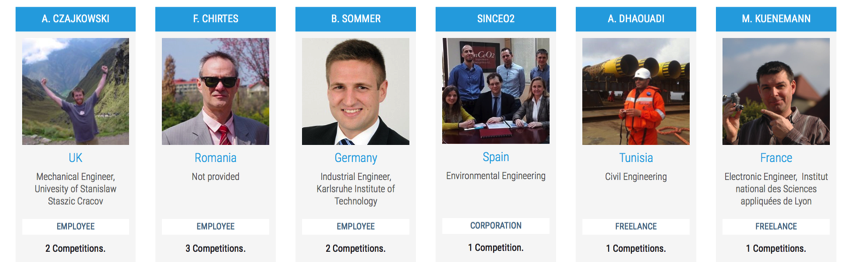 A. CZAJKOWSKI
UK
Mechanical Engineer,
Univesity of Stanislaw
Staszic Cracov
EMPLOYEE
2 Competitions.
F. CHIRTES
Romania
Not provided
EMPLOYEE
3 Competitions.
B. SOMMER
Germany
Industrial Engineer,
Karlsruhe Institute of
Technology
EMPLOYEE
2 Competitions.
SINCEO2
Spain
Environmental Engineering
CORPORATION
1 Competition.
A. DHAOUADI
Tunisia
Civil Engineering
FREELANCE
1 Competitions.
M. KUENEMANN
France
Electronic Engineer, Institut
national des Sciences
appliquées de Lyon
FREELANCE
1 Competitions.